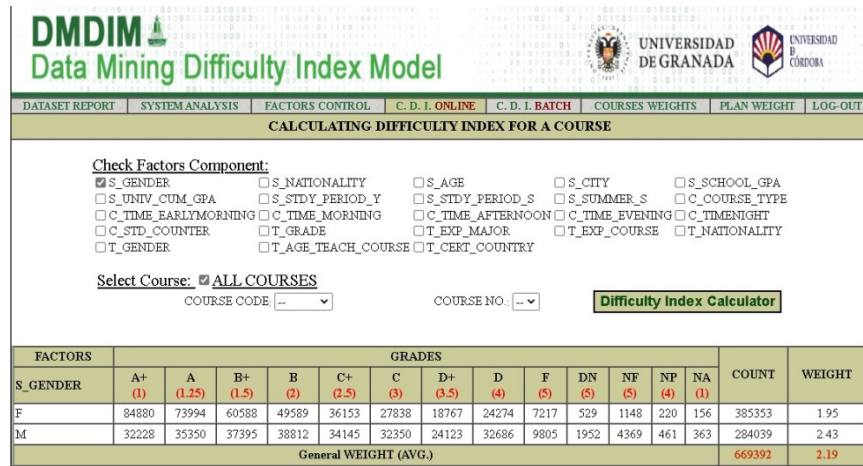 DMDIM
Data Mining Difficulty Index Model
UNIVERSIDAD
DE GRANADA
UNIVERSIDAD
D
CÓRDOBA
DATASET REPORT SYSTEM ANALYSIS FACTORS CONTROL C. D. I. ONLINE C. D. I. BATCH COURSES WEIGHTS PLAN WEIGHT LOG-OUT
CALCULATING DIFFICULTY INDEX FOR A COURSE
Check Factors Component:
S_GENDER S_NATIONALITY S_AGE S_CITY S_SCHOOL_GPA
S_UNIV_CUM_GPA S_STDY_PERIOD_Y S_STDY_PERIOD_S S_SUMMER_S C_COURSE_TYPE
C_TIME_EARLYMORNING C_TIME_MORNING C_TIME_AFTERNOON C_TIME_EVENING C_TIMENIGHT
C_STD_COUNTER T_GRADE T_EXP_MAJOR T_EXP_COURSE T_NATIONALITY
T_GENDER T_AGE_TEACH_COURSE T_CERT_COUNTRY
Select Course: ALL COURSES
COURSE CODE: -- COURSE NO.: -- Difficulty Index Calculator
FACTORS GRADES COUNT WEIGHT
S_GENDER A+ (1) A (1.25) B+ (1.5) B (2) C+ (2.5) C (3) D+ (3.5) D (4) F (5) DN (5) NF (5) NP (4) NA (1)
F 84880 73994 60588 49589 36153 27838 18767 24274 7217 529 1148 220 156 385353 1.95
M 32228 35350 37395 38812 34145 32350 24123 32686 9805 1952 4369 461 363 284039 2.43
General WEIGHT (AVG.) 669392 2.19